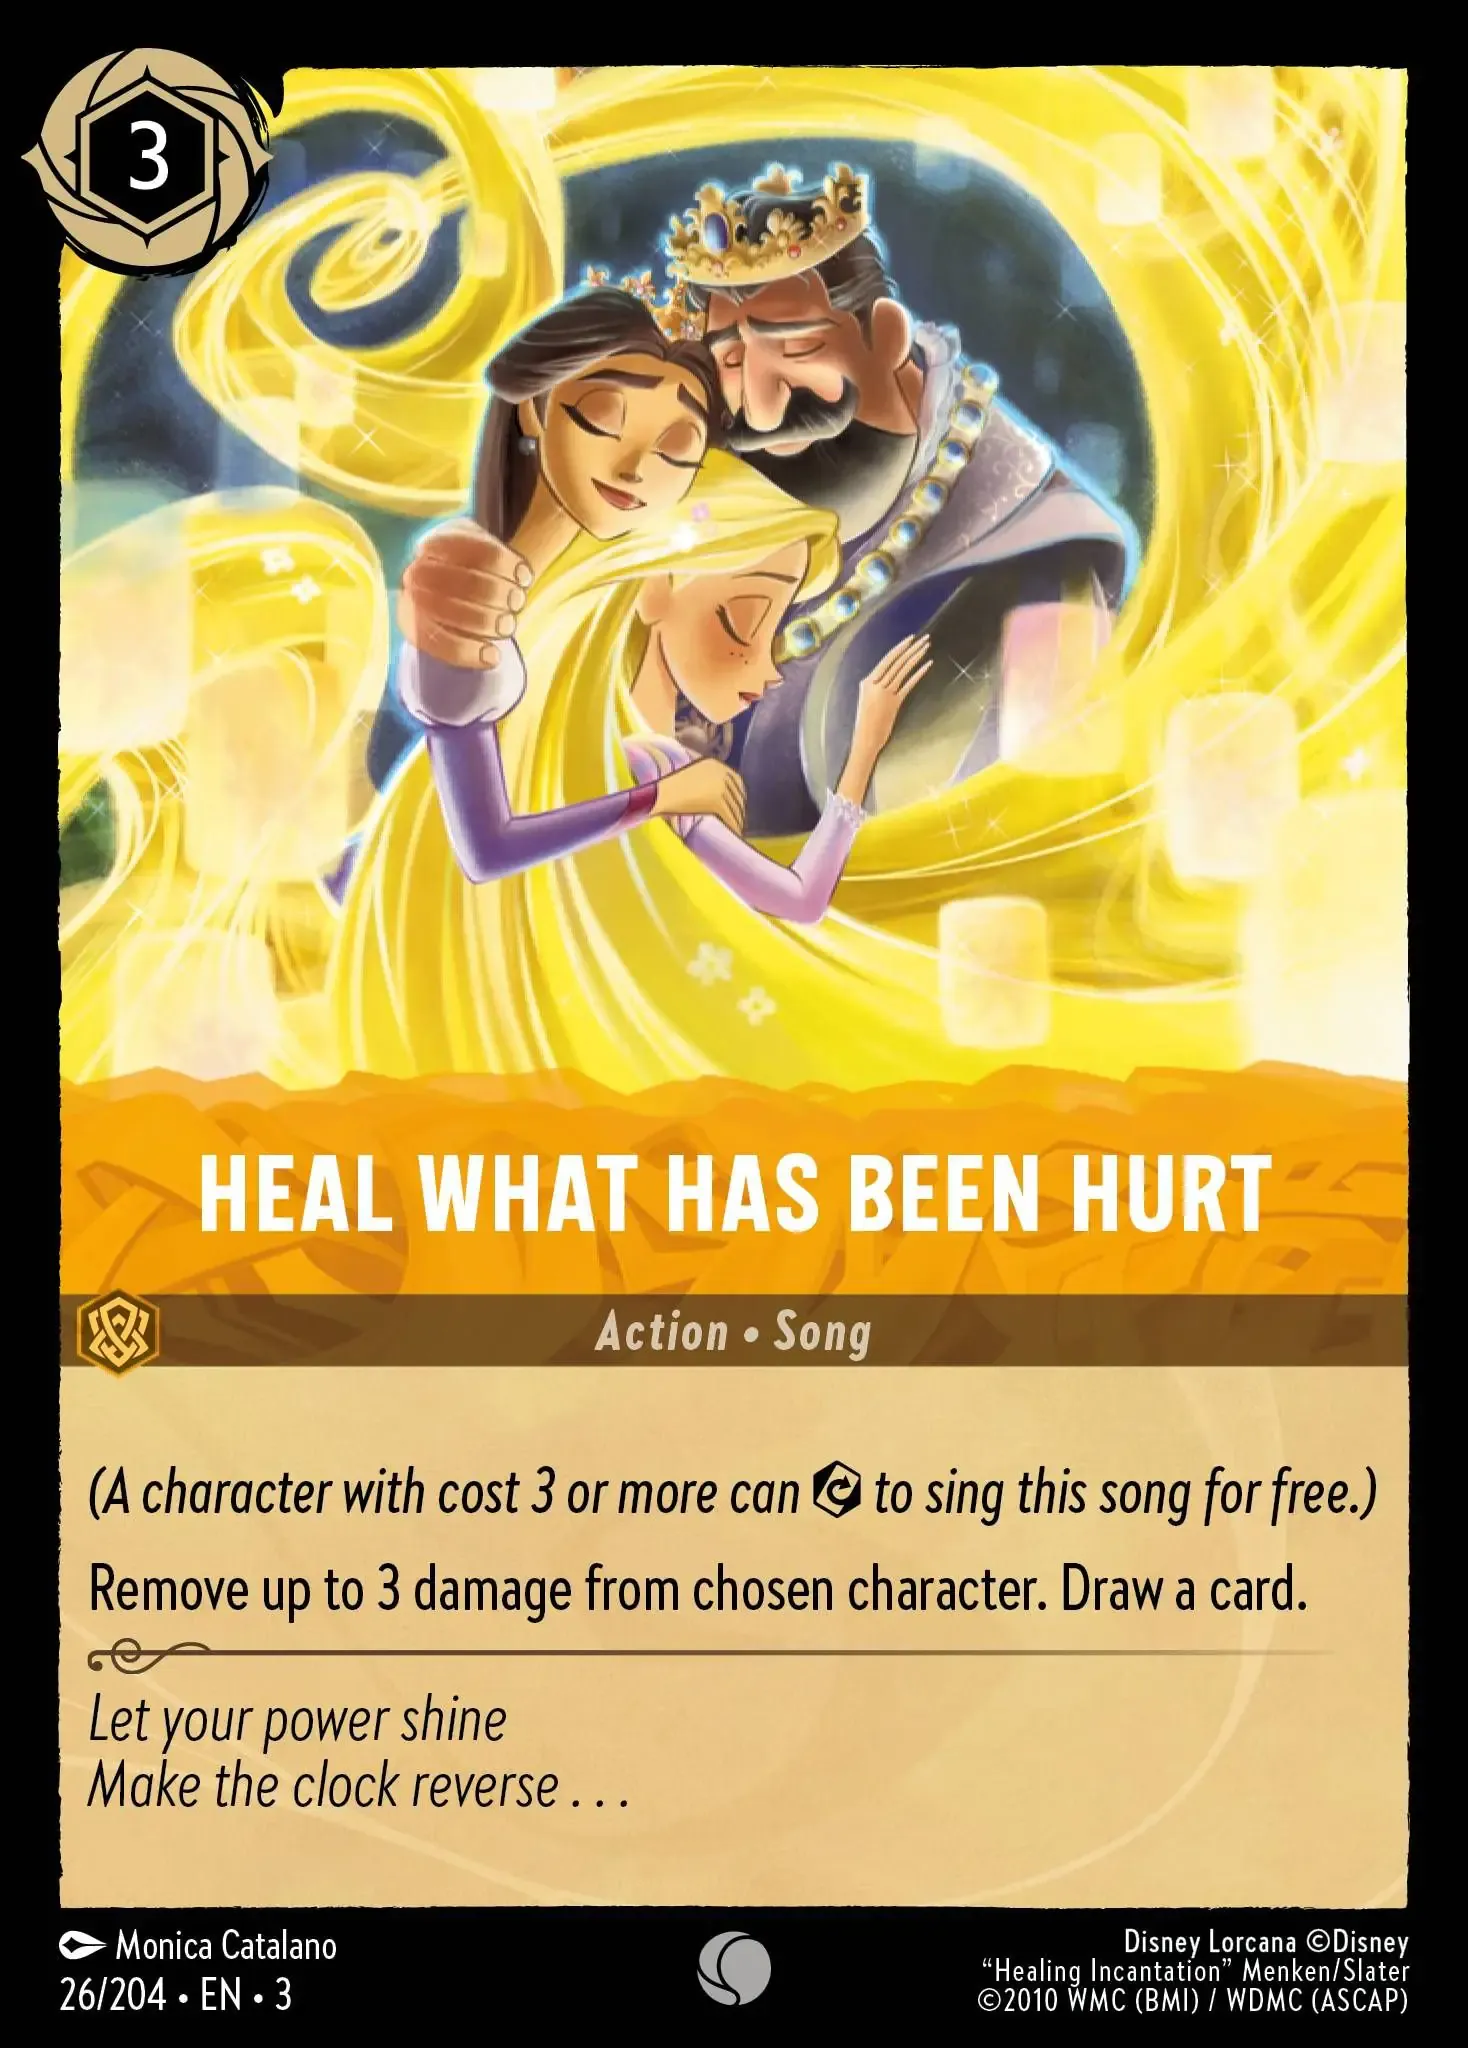 3
HEAL WHAT HAS BEEN HURT
Action • Song
(A character with cost 3 or more can to sing this song for free.)
Remove up to 3 damage from chosen character. Draw a card.
Let your power shine
Make the clock reverse . . .
Monica Catalano
26/204 • EN • 3
Disney Lorcana ©Disney
“Healing Incantation” Menken/Slater
©2010 WMC (BMI) / WDMC (ASCAP)